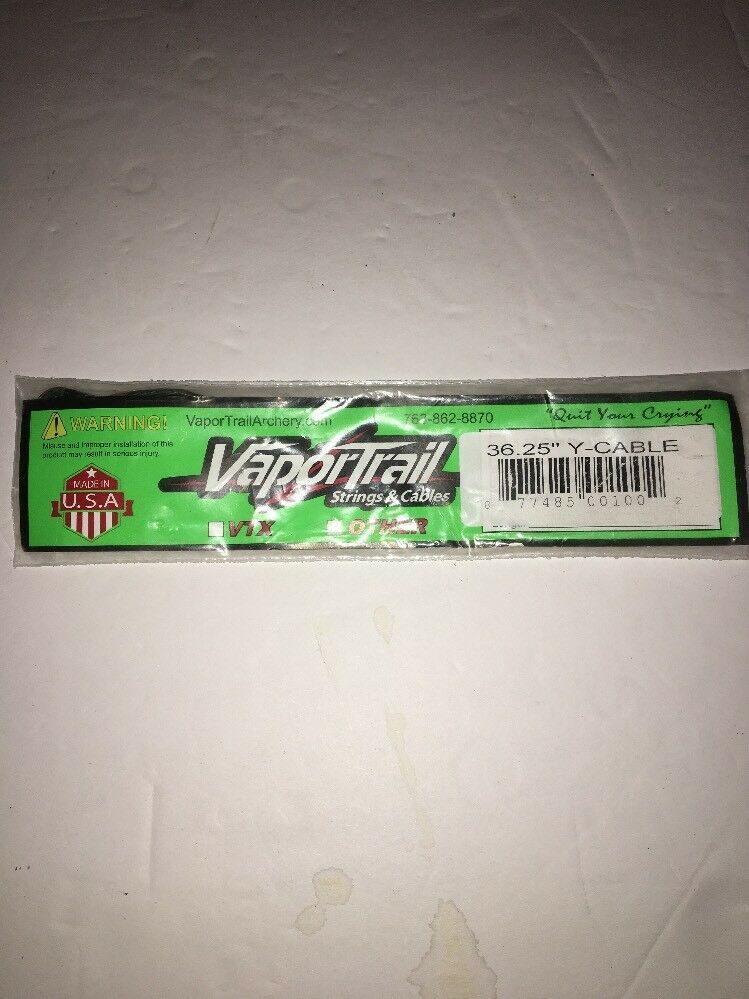 WARNING!
Misuse and improper installation of this
product may result in serious injury.
MADE IN
U.S.A
VaporTrailArchery.com
763-862-8870
"Quit Your Crying"
VaporTrail
Strings & Cables
VTX
OTHER
36.25" Y-CABLE
0 77485 00100 2